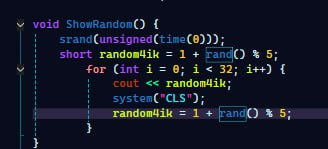 void ShowRandom() {
srand(unsigned(time(0)));
short random4ik = 1 + rand() % 5;
for (int i = 0; i < 32; i++) {
cout << random4ik;
system("CLS");
random4ik = 1 + rand() % 5;
}
}